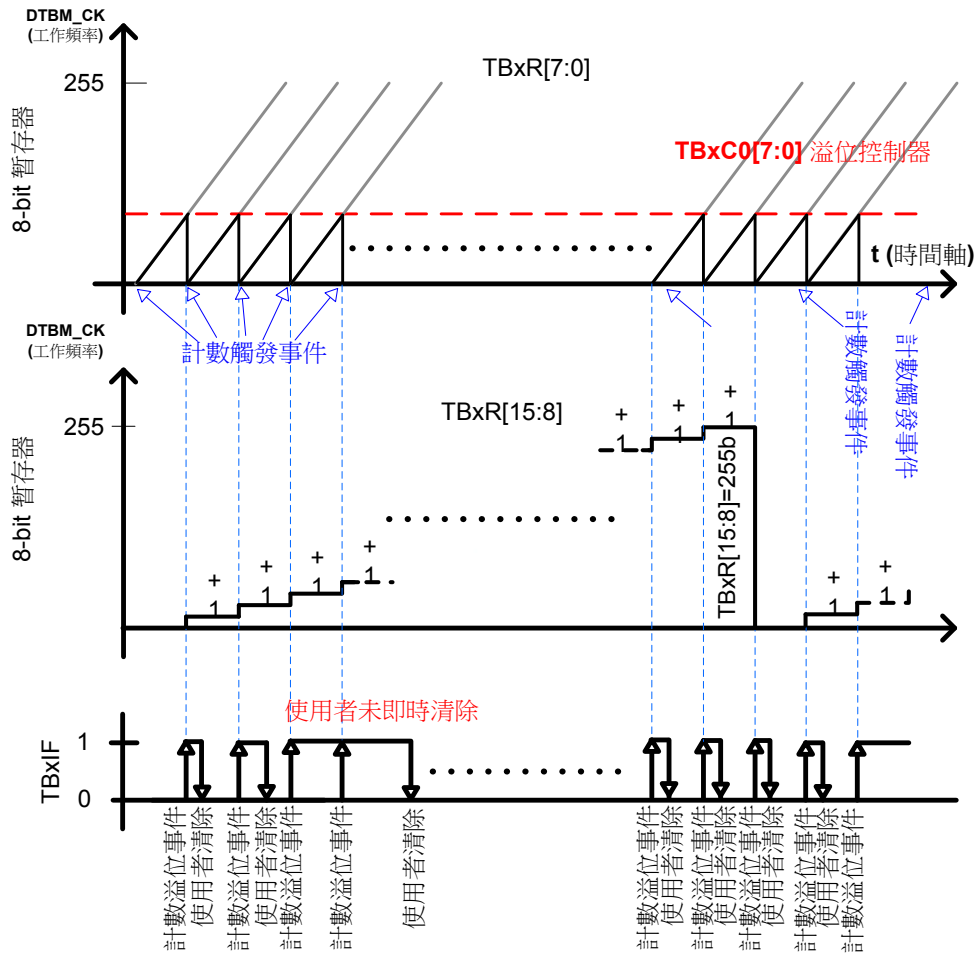 DTBM_CK
(工作頻率)
255
8-bit 暫存器
TBxR[7:0]
TBxC0[7:0] 溢位控制器
t (時間軸)
計數觸發事件
計數觸發事件
計數觸發事件
DTBM_CK
(工作頻率)
255
8-bit 暫存器
TBxR[15:8]
+
1
+
1
+
1
+
1
+
1
+
1
+
1
TBxR[15:8]=255b
+
1
+
1
使用者未即時清除
TBxIF
1
0
計數溢位事件
使用者清除
計數溢位事件
使用者清除
計數溢位事件
計數溢位事件
使用者清除
計數溢位事件
使用者清除
計數溢位事件
使用者清除
計數溢位事件
使用者清除
計數溢位事件
使用者清除
計數溢位事件